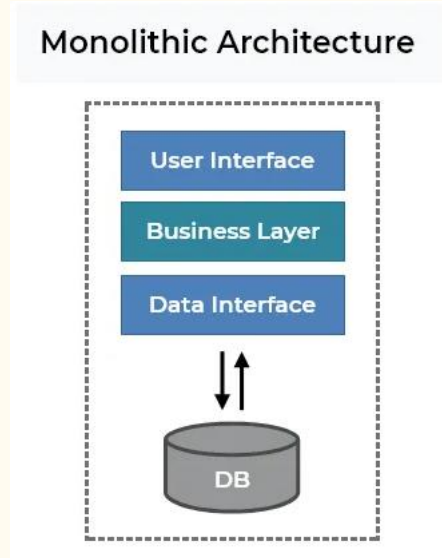 Monolithic Architecture
User Interface
Business Layer
Data Interface
DB